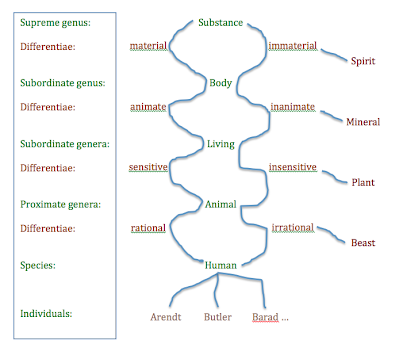 Supreme genus: Substance
Differentiae: material immaterial
Spirit
Subordinate genus: Body
Differentiae: animate inanimate
Mineral
Subordinate genera: Living
Differentiae: sensitive insensitive
Plant
Proximate genera: Animal
Differentiae: rational irrational
Beast
Species: Human
Individuals: Arendt Butler Barad ...